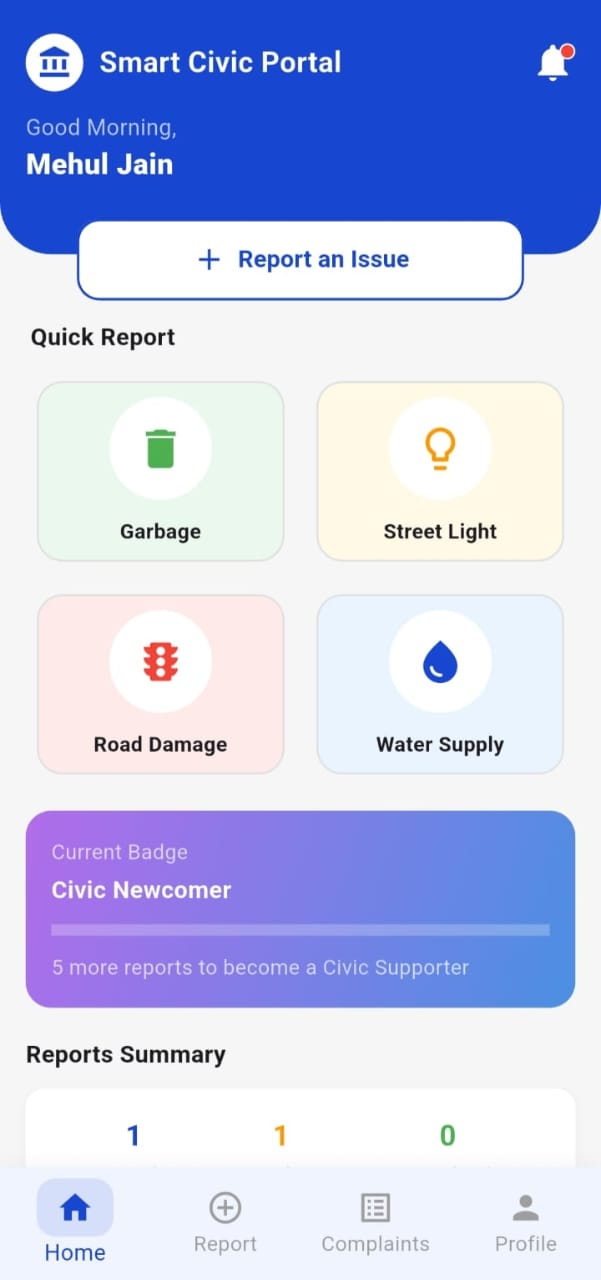 Smart Civic Portal
Good Morning,
Mehul Jain
+ Report an Issue
Quick Report
Garbage
Street Light
Road Damage
Water Supply
Current Badge
Civic Newcomer
5 more reports to become a Civic Supporter
Reports Summary
1 1 0
Home Report Complaints Profile